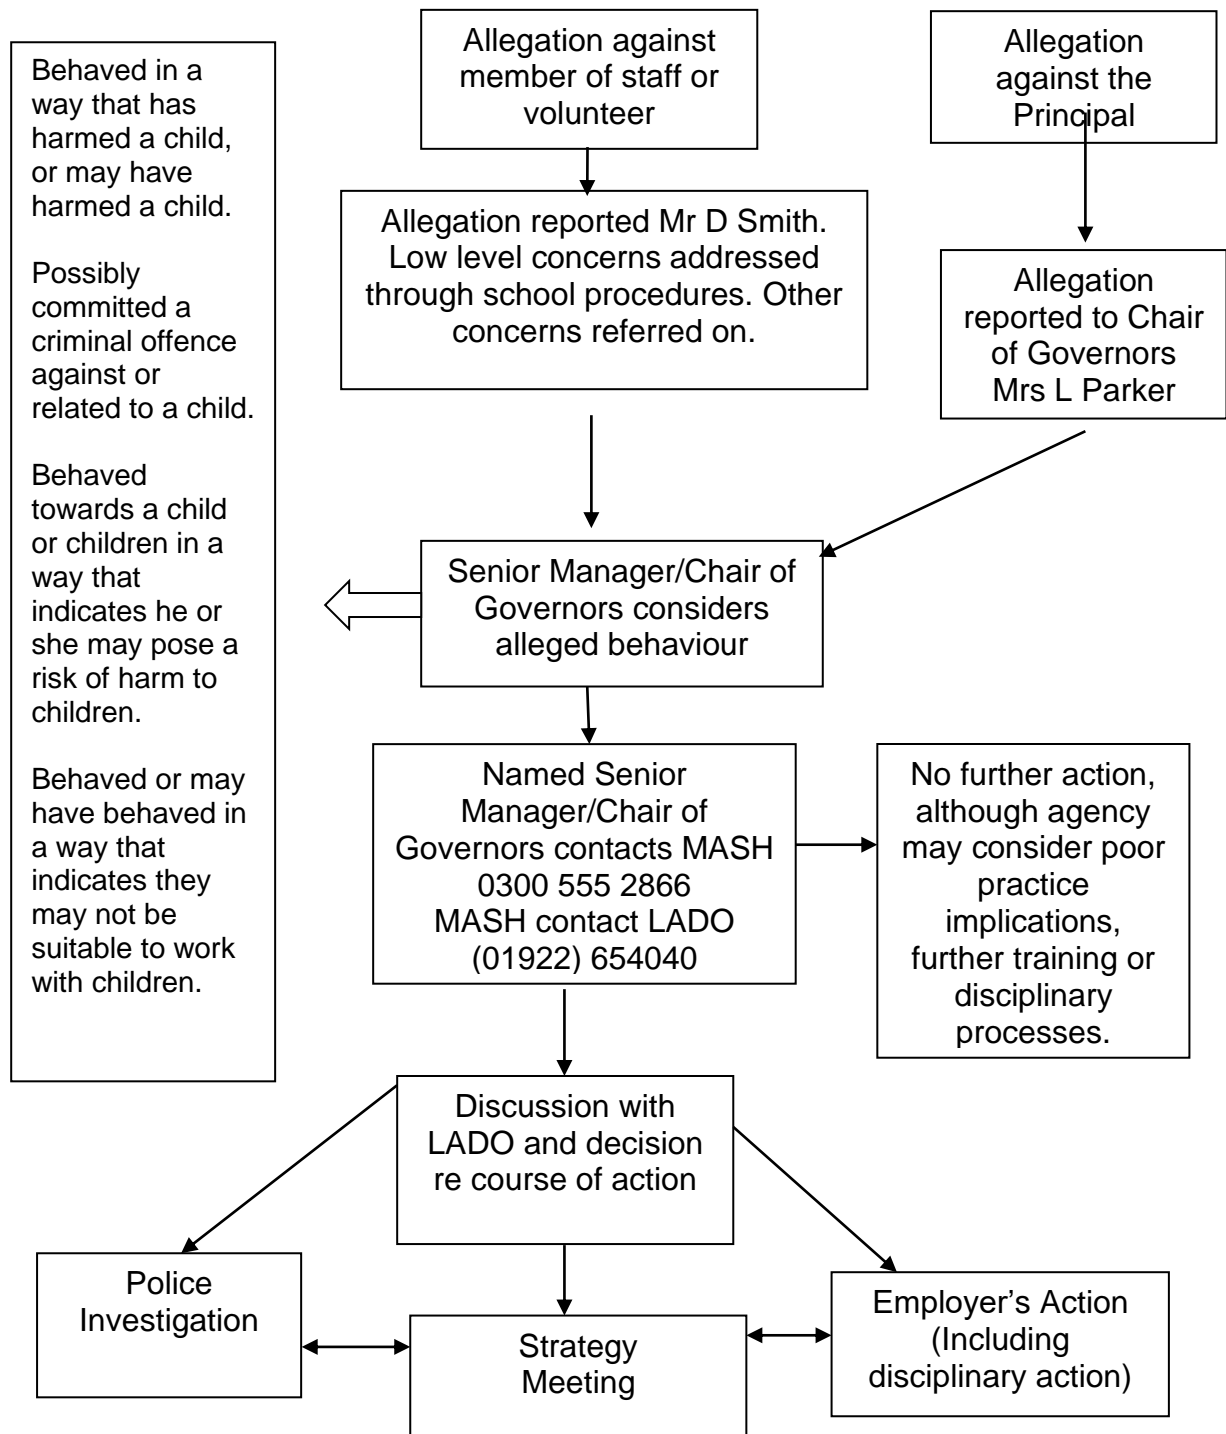 Behaved in a
way that has
harmed a child,
or may have
harmed a child.
Possibly
committed a
criminal offence
against or
related to a child.
Behaved
towards a child
or children in a
way that
indicates he or
she may pose a
risk of harm to
children.
Behaved or may
have behaved in
a way that
indicates they
may not be
suitable to work
with children.
Allegation against
member of staff or
volunteer
Allegation
against the
Principal
Allegation reported Mr D Smith.
Low level concerns addressed
through school procedures. Other
concerns referred on.
Allegation
reported to Chair
of Governors
Mrs L Parker
Senior Manager/Chair of
Governors considers
alleged behaviour
Named Senior
Manager/Chair of
Governors contacts MASH
0300 555 2866
MASH contact LADO
(01922) 654040
No further action,
although agency
may consider poor
practice
implications,
further training or
disciplinary
processes.
Discussion with
LADO and decision
re course of action
Police
Investigation
Strategy
Meeting
Employer’s Action
(Including
disciplinary action)